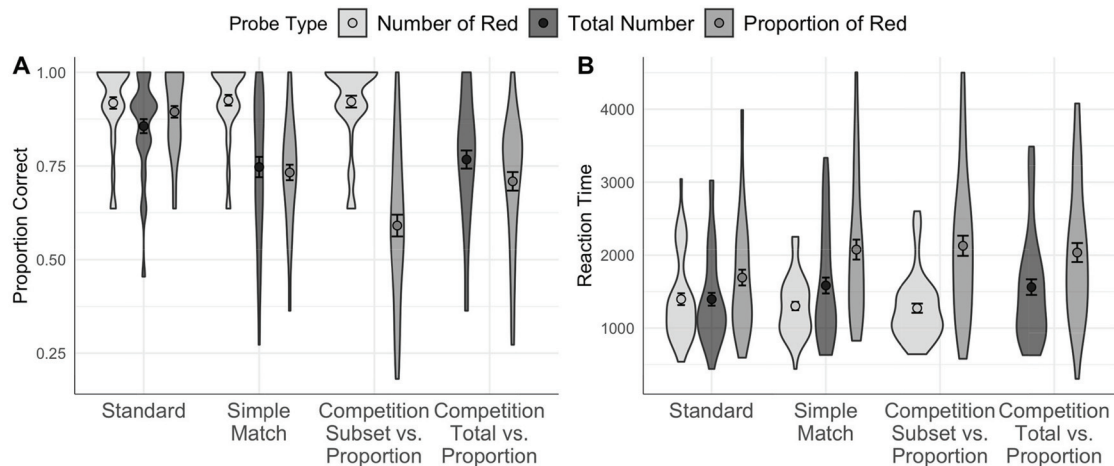 Probe Type Number of Red Total Number Proportion of Red
A
1.00
0.75
0.50
0.25
Proportion Correct
Standard
Simple
Match
Competition
Subset vs.
Proportion
Competition
Total vs.
Proportion
B
4000
3000
2000
1000
Reaction Time
Standard
Simple
Match
Competition
Subset vs.
Proportion
Competition
Total vs.
Proportion